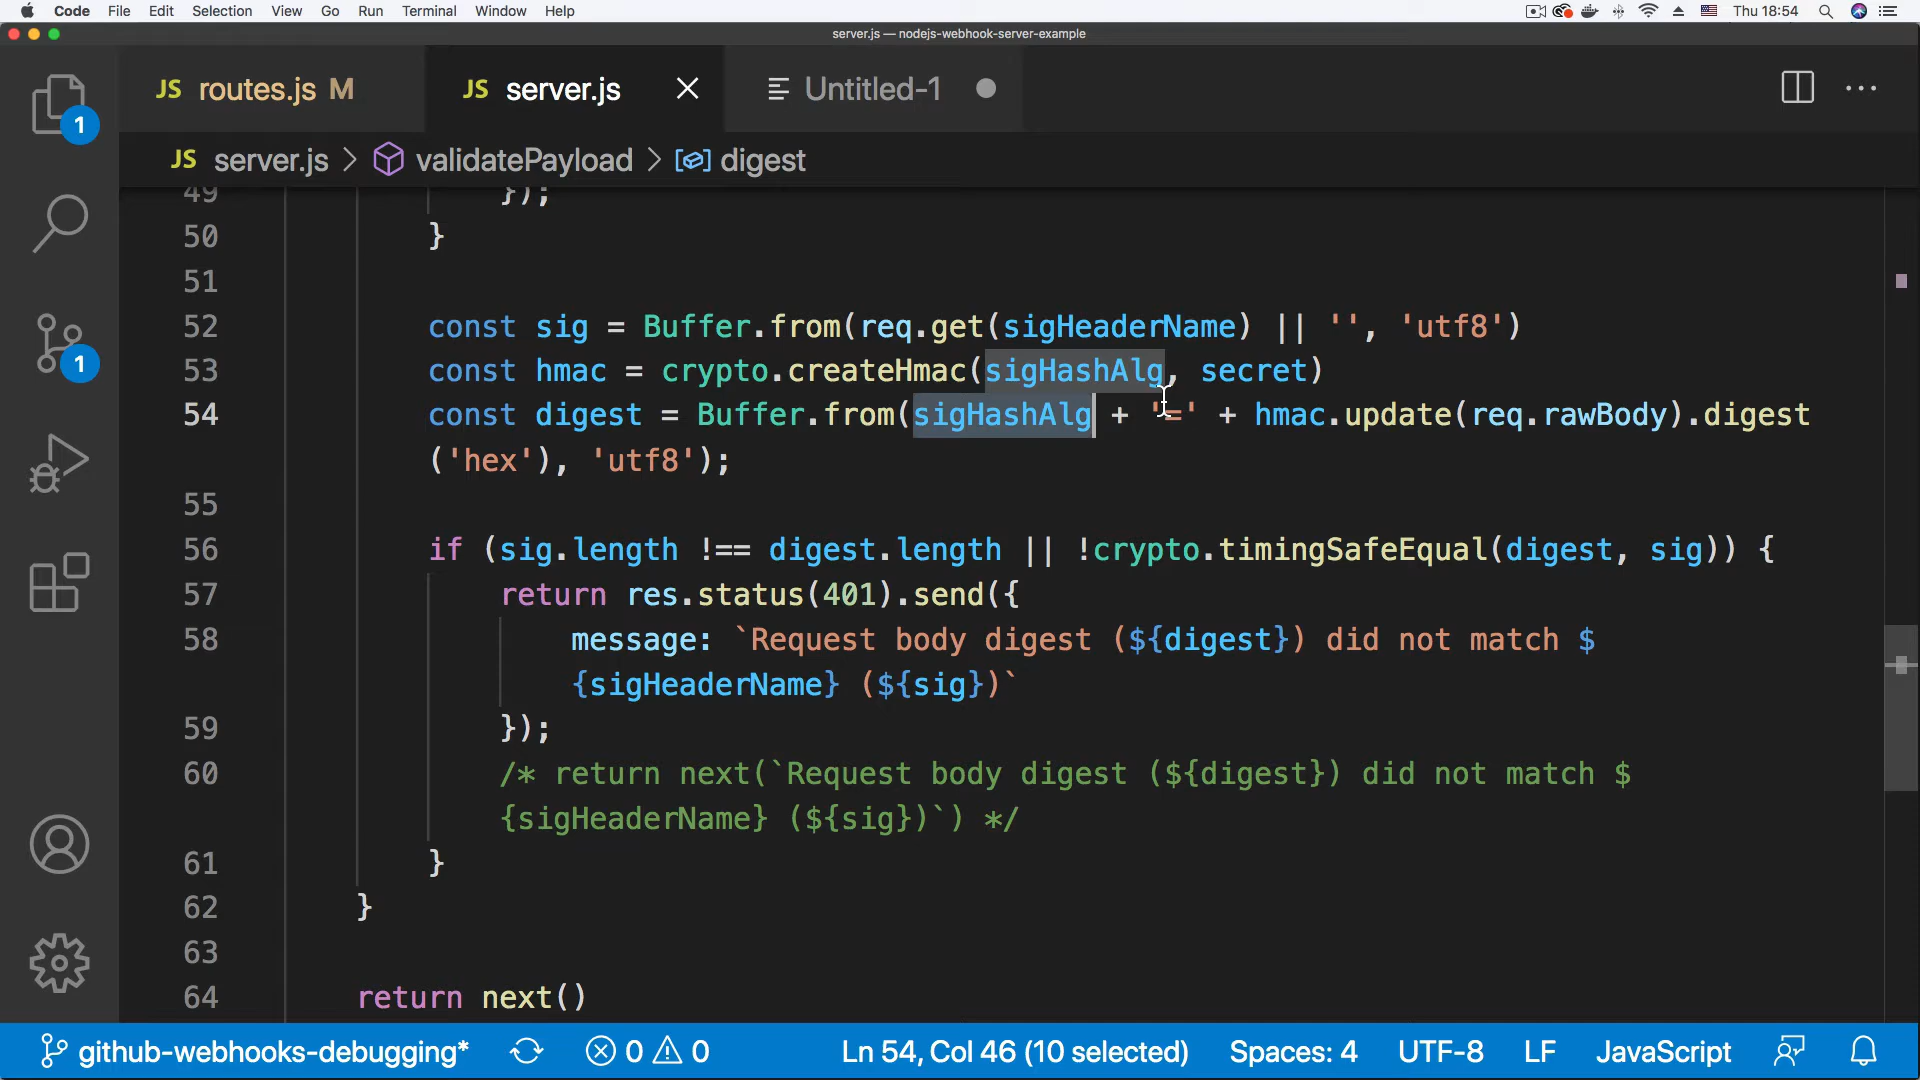 Code File Edit Selection View Go Run Terminal Window Help Thu 18:54
server.js — nodejs-webhook-server-example
JS routes.js M JS server.js Untitled-1
1
JS server.js > validatePayload > digest
49 });
50 }
51
52 const sig = Buffer.from(req.get(sigHeaderName) || '', 'utf8')
53 const hmac = crypto.createHmac(sigHashAlg, secret)
54 const digest = Buffer.from(sigHashAlg + '=' + hmac.update(req.rawBody).digest
('hex'), 'utf8');
1
55
56 if (sig.length !== digest.length || !crypto.timingSafeEqual(digest, sig)) {
57 return res.status(401).send({
58 message: `Request body digest (${digest}) did not match $
{sigHeaderName} (${sig})`
59 });
60 /* return next(`Request body digest (${digest}) did not match $
{sigHeaderName} (${sig})`) */
61 }
62 }
63
64 return next()
github-webhooks-debugging* 0 0 Ln 54, Col 46 (10 selected) Spaces: 4 UTF-8 LF JavaScript